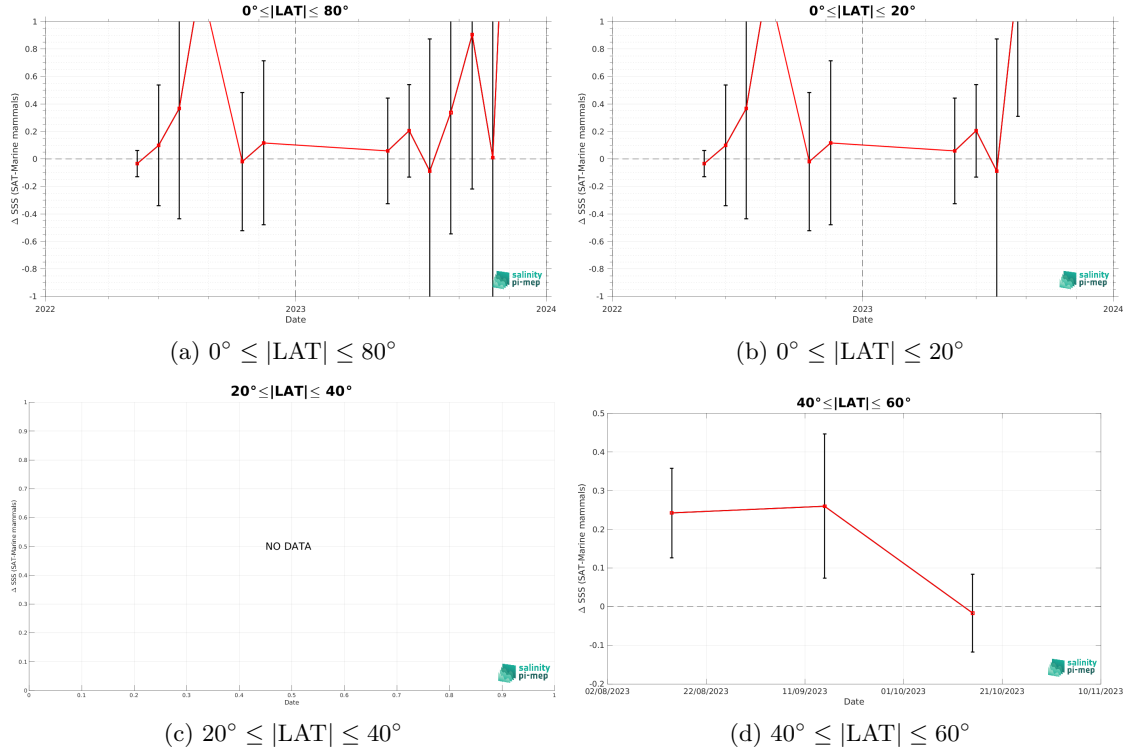 0°≤|LAT|≤ 80°
1
0.8
0.6
0.4
0.2
0
-0.2
-0.4
-0.6
-0.8
-1
Δ SSS (SAT-Marine mammals)
2022
2023
2024
Date
salinity
pi-mep
(a) 0° ≤ |LAT| ≤ 80°
0°≤|LAT|≤ 20°
1
0.8
0.6
0.4
0.2
0
-0.2
-0.4
-0.6
-0.8
-1
Δ SSS (SAT-Marine mammals)
2022
2023
2024
Date
salinity
pi-mep
(b) 0° ≤ |LAT| ≤ 20°
20°≤|LAT|≤ 40°
1
0.9
0.8
0.7
0.6
0.5
0.4
0.3
0.2
0.1
0
Δ SSS (SAT-Marine mammals)
NO DATA
0
0.1
0.2
0.3
0.4
0.5
0.6
0.7
0.8
0.9
1
Date
salinity
pi-mep
(c) 20° ≤ |LAT| ≤ 40°
40°≤|LAT|≤ 60°
0.5
0.4
0.3
0.2
0.1
0
-0.1
-0.2
Δ SSS (SAT-Marine mammals)
02/08/2023
22/08/2023
11/09/2023
01/10/2023
21/10/2023
10/11/2023
Date
salinity
pi-mep
(d) 40° ≤ |LAT| ≤ 60°